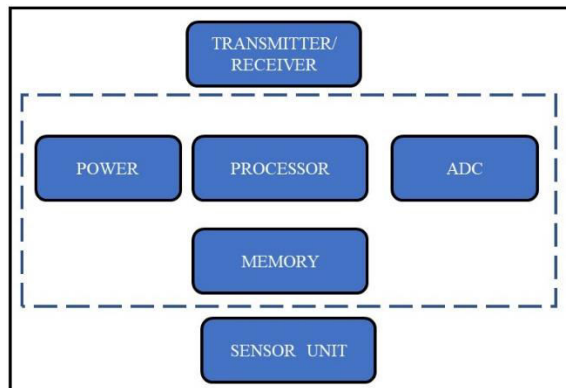 TRANSMITTER/
RECEIVER
POWER
PROCESSOR
ADC
MEMORY
SENSOR UNIT